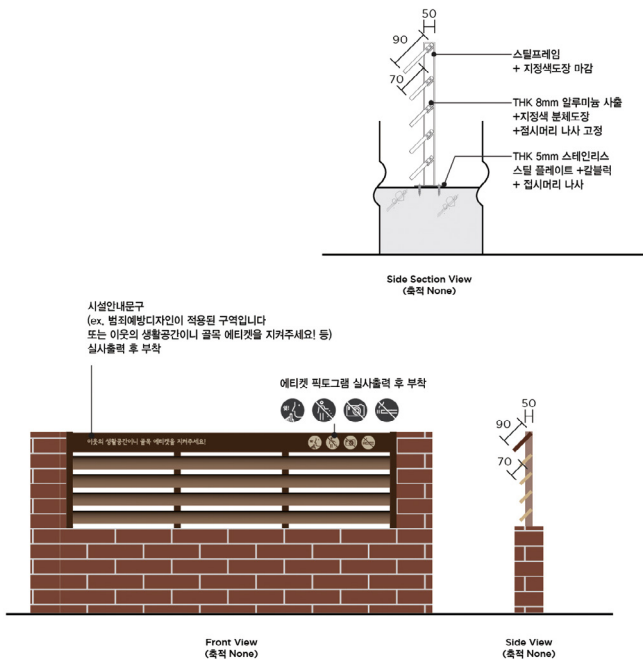 50
90
70
스틸프레임
+ 지정색도장 마감
THK 8mm 알루미늄 사출
+지정색 분체도장
+접시머리 나사 고정
THK 5mm 스테인리스
스틸 플레이트 +칼블럭
+ 접시머리 나사
Side Section View
(축척 None)
시설안내문구
(ex. 범죄예방디자인이 적용된 구역입니다
또는 이웃의 생활공간이니 골목 에티켓을 지켜주세요! 등)
실사출력 후 부착
에티켓 픽토그램 실사출력 후 부착
이웃의 생활공간이니 골목 에티켓을 지켜주세요!
50
90
70
Front View
(축척 None)
Side View
(축척 None)